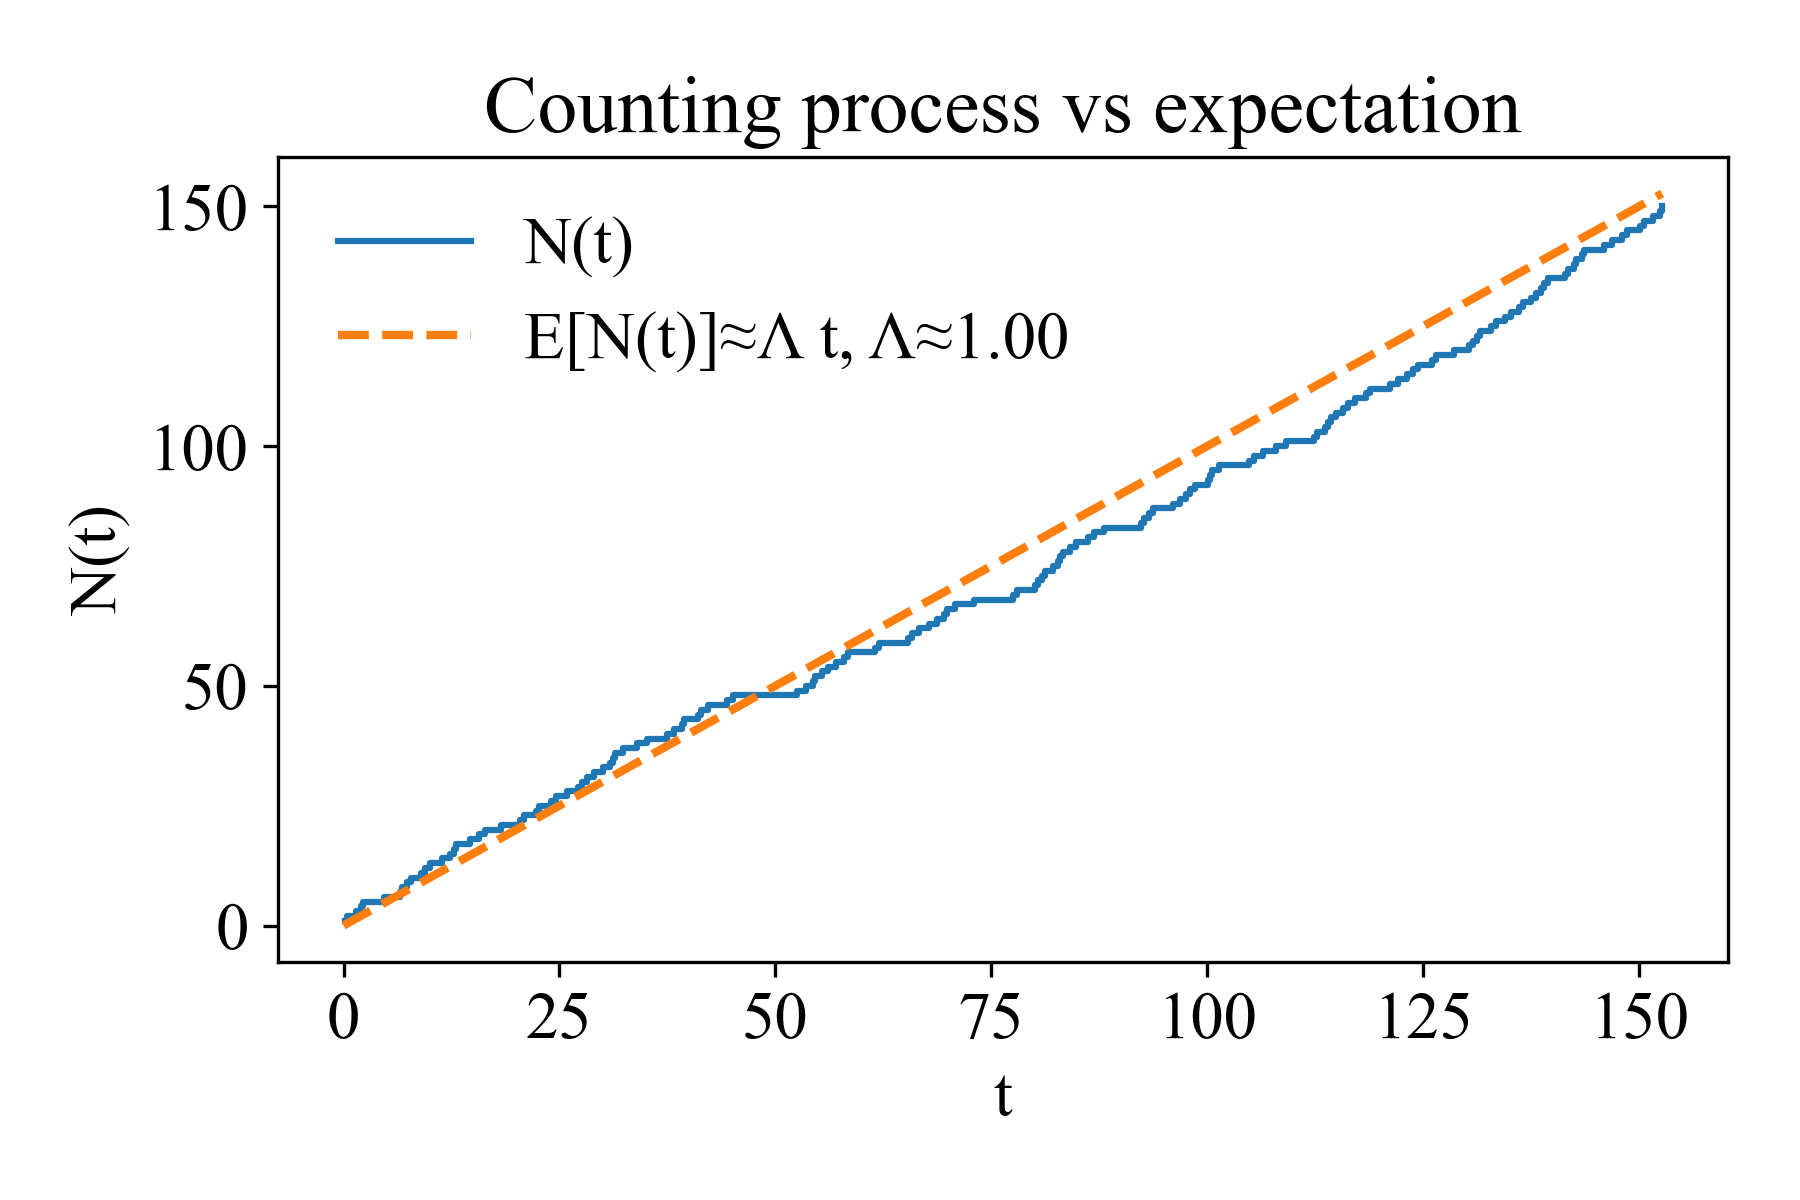 Counting process vs expectation
N(t)
E[N(t)]≈Λ t, Λ≈1.00
N(t)
150
100
50
0
0 25 50 75 100 125 150
t